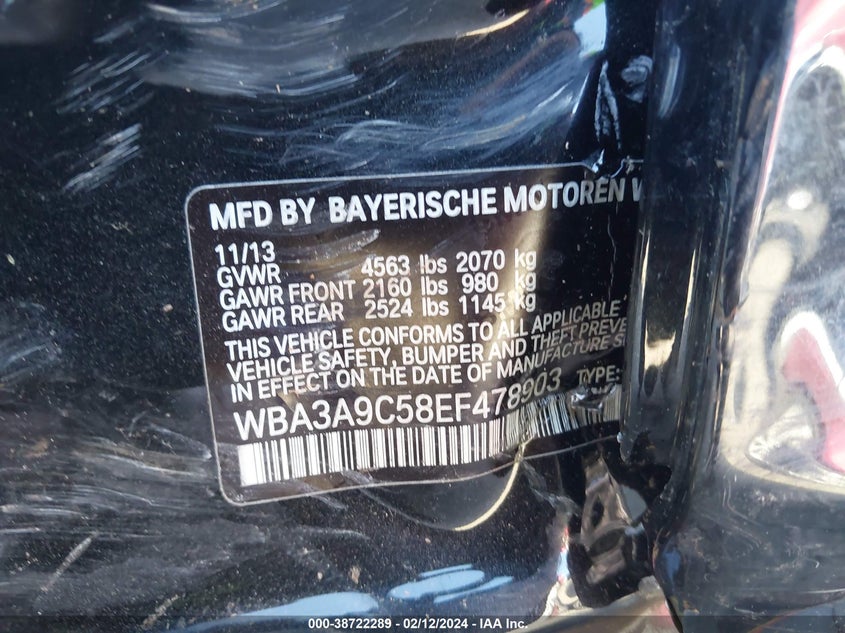 MFD BY BAYERISCHE MOTOREN W
11/13
GVWR 4563 lbs 2070 kg
GAWR FRONT 2160 lbs 980 kg
GAWR REAR 2524 lbs 1145 kg
THIS VEHICLE CONFORMS TO ALL APPLICABLE
VEHICLE SAFETY, BUMPER AND THEFT PREVE
IN EFFECT ON THE DATE OF MANUFACTURE S
WBA3A9C58EF478903 TYPE:
000-38722289 - 02/12/2024 - IAA Inc.